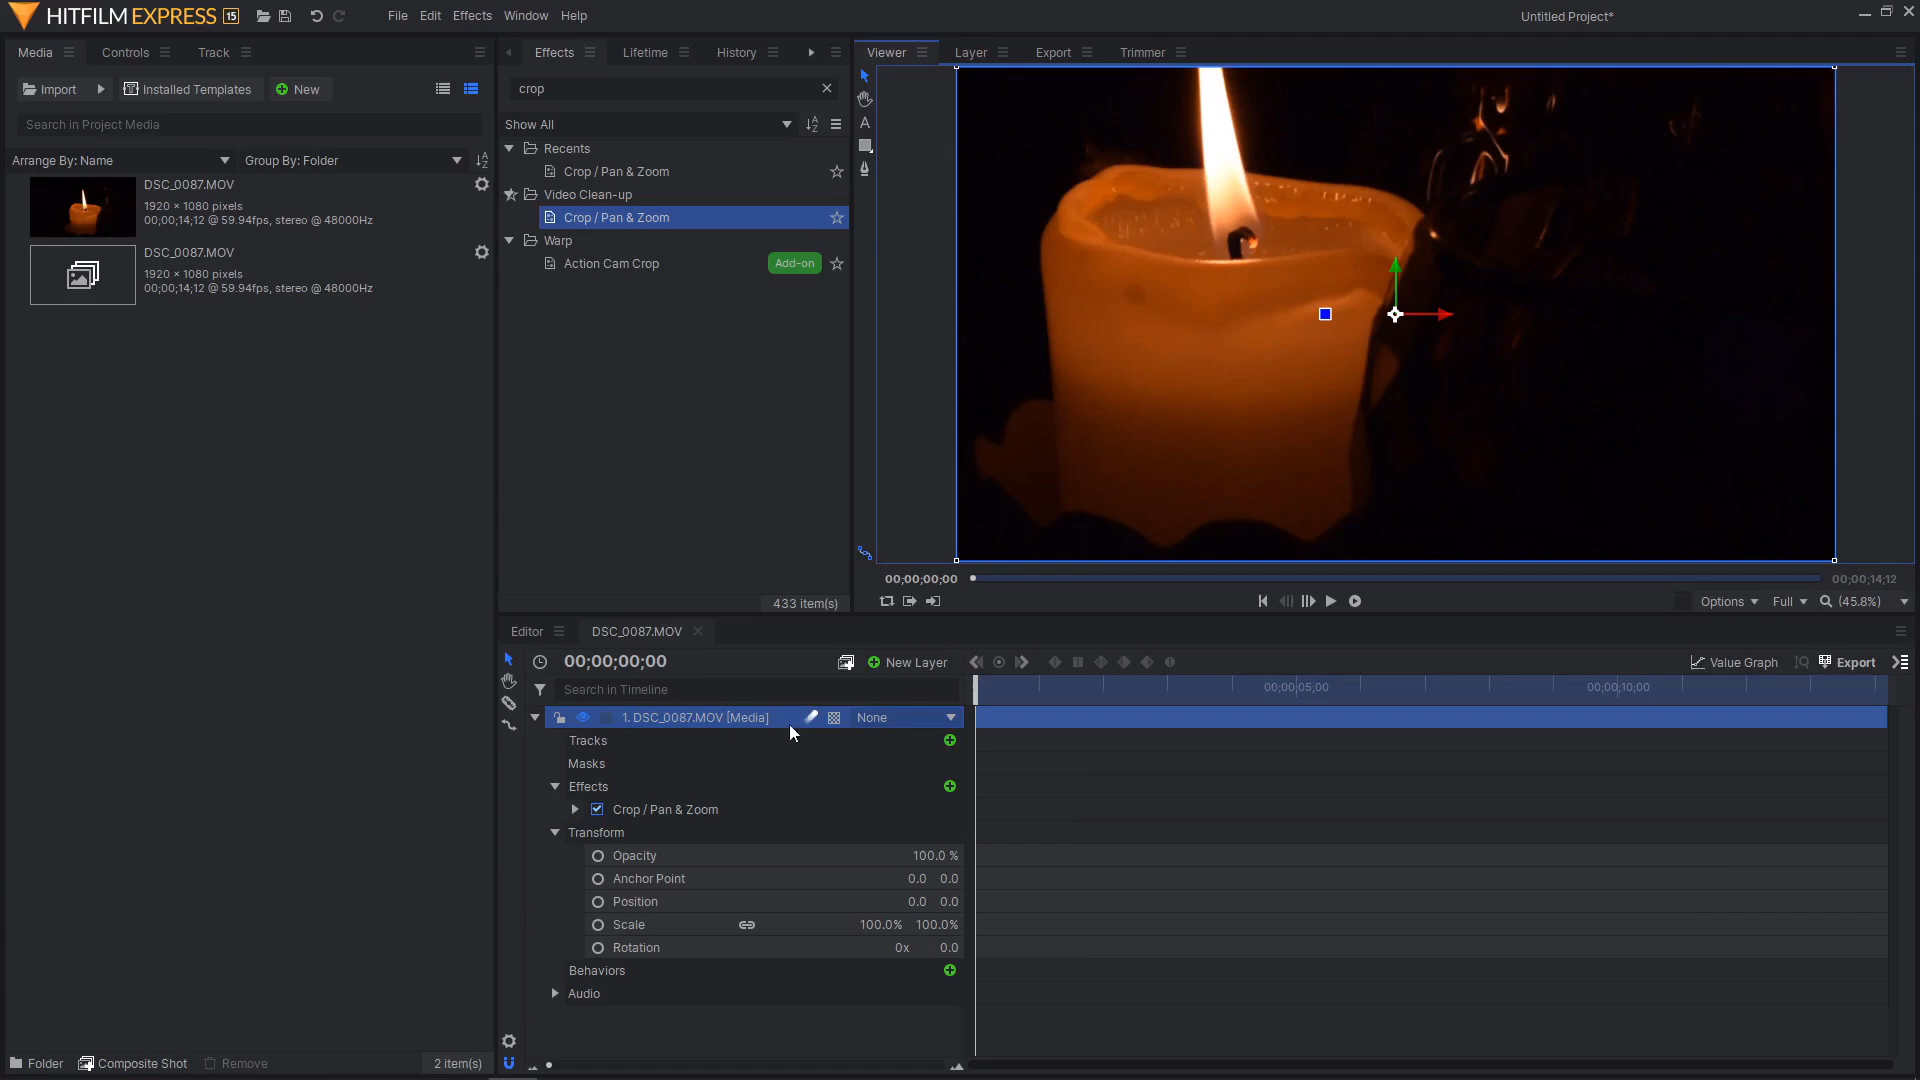 HITFILM EXPRESS 15
File Edit Effects Window Help
Untitled Project*
Media Controls Track
Import
Installed Templates
New
Search in Project Media
Arrange By: Name
Group By: Folder
DSC_0087.MOV
1920 × 1080 pixels
00;00;14;12 @ 59.94fps, stereo @ 48000Hz
DSC_0087.MOV
1920 × 1080 pixels
00;00;14;12 @ 59.94fps, stereo @ 48000Hz
Folder
Composite Shot
Remove
2 item(s)
Effects Lifetime History
crop
Show All
Recents
Crop / Pan & Zoom
Video Clean-up
Crop / Pan & Zoom
Warp
Action Cam Crop Add-on
433 item(s)
Viewer Layer Export Trimmer
00;00;00;00
00;00;14;12
Options Full (45.8%)
Editor DSC_0087.MOV
00;00;00;00
New Layer
Value Graph
Export
Search in Timeline
00;00;05;00 00;00;10;00
1. DSC_0087.MOV [Media] None
Tracks
Masks
Effects
Crop / Pan & Zoom
Transform
Opacity 100.0 %
Anchor Point 0.0 0.0
Position 0.0 0.0
Scale 100.0% 100.0%
Rotation 0x 0.0
Behaviors
Audio